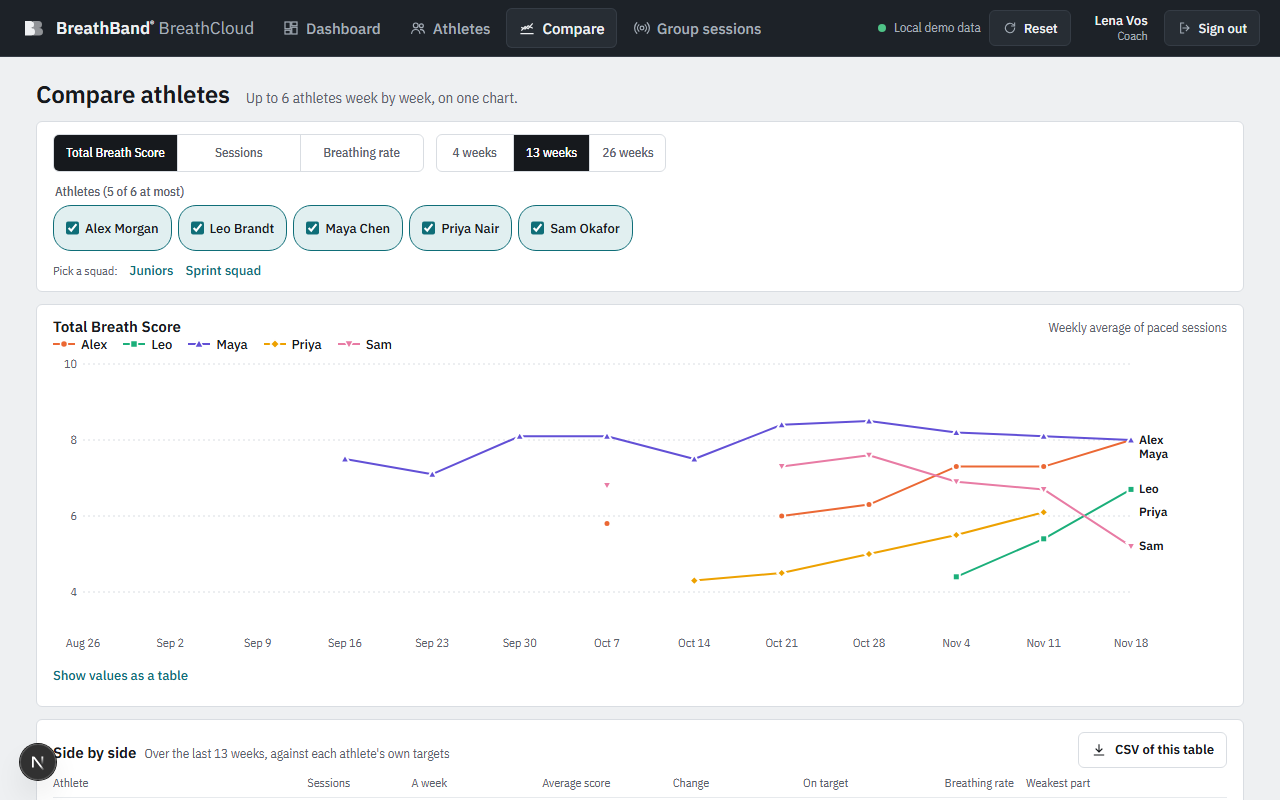 BreathBand® BreathCloud Dashboard Athletes Compare Group sessions Local demo data Reset Lena Vos Sign out
Coach
Compare athletes Up to 6 athletes week by week, on one chart.
Total Breath Score Sessions Breathing rate 4 weeks 13 weeks 26 weeks
Athletes (5 of 6 at most)
Alex Morgan Leo Brandt Maya Chen Priya Nair Sam Okafor
Pick a squad: Juniors Sprint squad
Total Breath Score Weekly average of paced sessions
Alex Leo Maya Priya Sam
10
8 Alex
Maya
Leo
6 Priya
Sam
4
Aug 26 Sep 2 Sep 9 Sep 16 Sep 23 Sep 30 Oct 7 Oct 14 Oct 21 Oct 28 Nov 4 Nov 11 Nov 18
Show values as a table
Side by side Over the last 13 weeks, against each athlete's own targets CSV of this table
N
Athlete Sessions A week Average score Change On target Breathing rate Weakest part